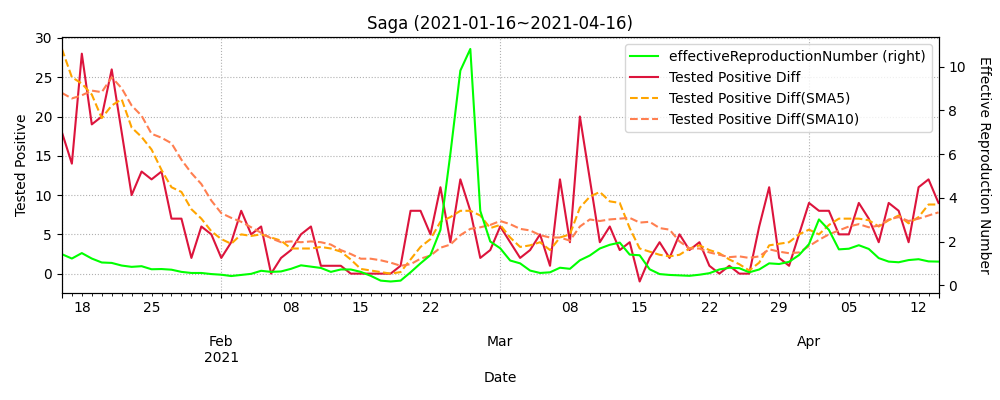 Saga (2021-01-16~2021-04-16)
effectiveReproductionNumber (right)
Tested Positive Diff
Tested Positive Diff(SMA5)
Tested Positive Diff(SMA10)
Tested Positive
30
25
20
15
10
5
0
10
8
6
4
2
0
Effective Reproduction Number
18 25 08 15 22 08 15 22 29 05 12
Feb Mar Apr
2021
Date